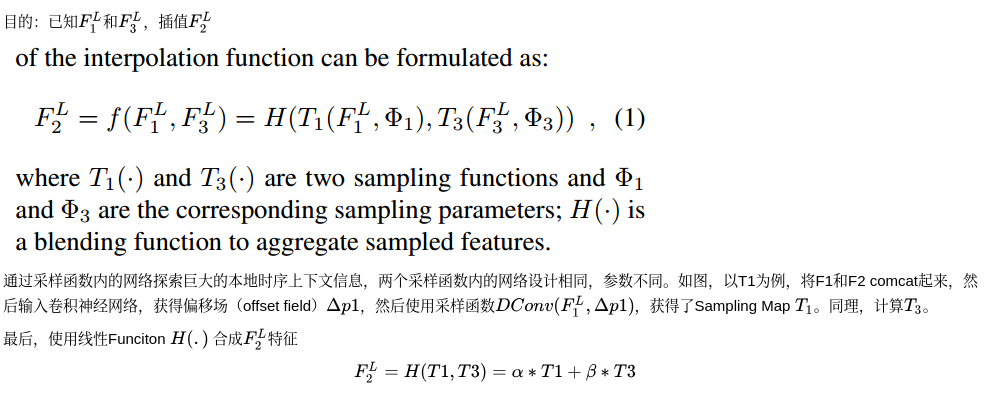 目的：已知$F_1^L$和$F_3^L$，插值$F_2^L$
of the interpolation function can be formulated as:
$F_2^L = f(F_1^L, F_3^L) = H(T_1(F_1^L, \Phi_1), T_3(F_3^L, \Phi_3))$ , (1)
where $T_1(\cdot)$ and $T_3(\cdot)$ are two sampling functions and $\Phi_1$
and $\Phi_3$ are the corresponding sampling parameters; $H(\cdot)$ is
a blending function to aggregate sampled features.
通过采样函数内的网络探索巨大的本地时序上下文信息，两个采样函数内的网络设计相同，参数不同。如图，以T1为例，将F1和F2 comcat起来，然
后输入卷积神经网络，获得偏移场（offset field）$\Delta p1$，然后使用采样函数$DConv(F_1^L, \Delta p1)$，获得了Sampling Map $T_1$。同理，计算$T_3$。
最后，使用线性Funciton $H(.)$ 合成$F_2^L$特征
$F_2^L = H(T1, T3) = \alpha * T1 + \beta * T3$